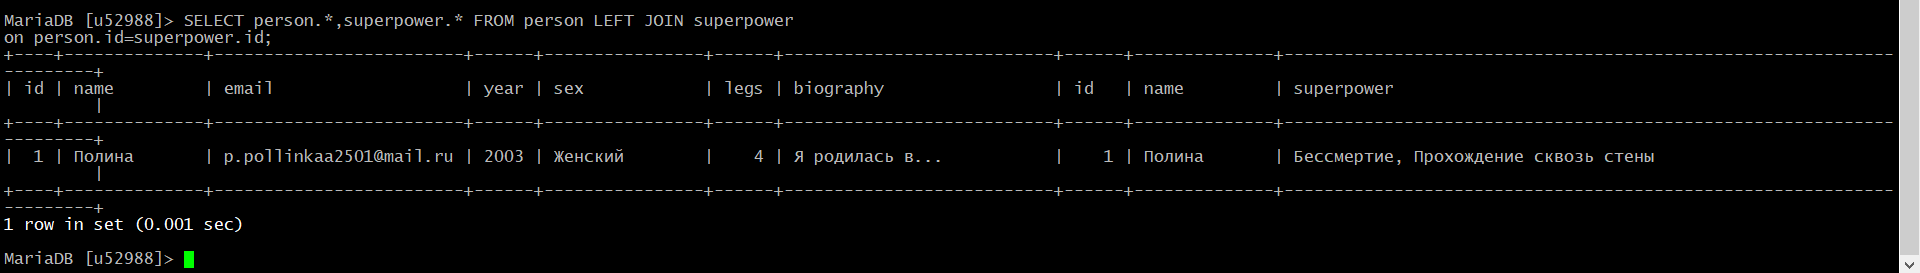 MariaDB [u52988]> SELECT person.*,superpower.* FROM person LEFT JOIN superpower
on person.id=superpower.id;
+----+--------------+-------------------------+------+----------------+------+---------------------------+------+--------------+-------------------------------------------------------------
---------+
| id | name         | email                   | year | sex            | legs | biography                 | id   | name         | superpower
         |
+----+--------------+-------------------------+------+----------------+------+---------------------------+------+--------------+-------------------------------------------------------------
---------+
|  1 | Полина       | p.pollinkaa2501@mail.ru | 2003 | Женский        |    4 | Я родилась в...           |    1 | Полина       | Бессмертие, Прохождение сквозь стены
         |
+----+--------------+-------------------------+------+----------------+------+---------------------------+------+--------------+-------------------------------------------------------------
---------+
1 row in set (0.001 sec)
MariaDB [u52988]>